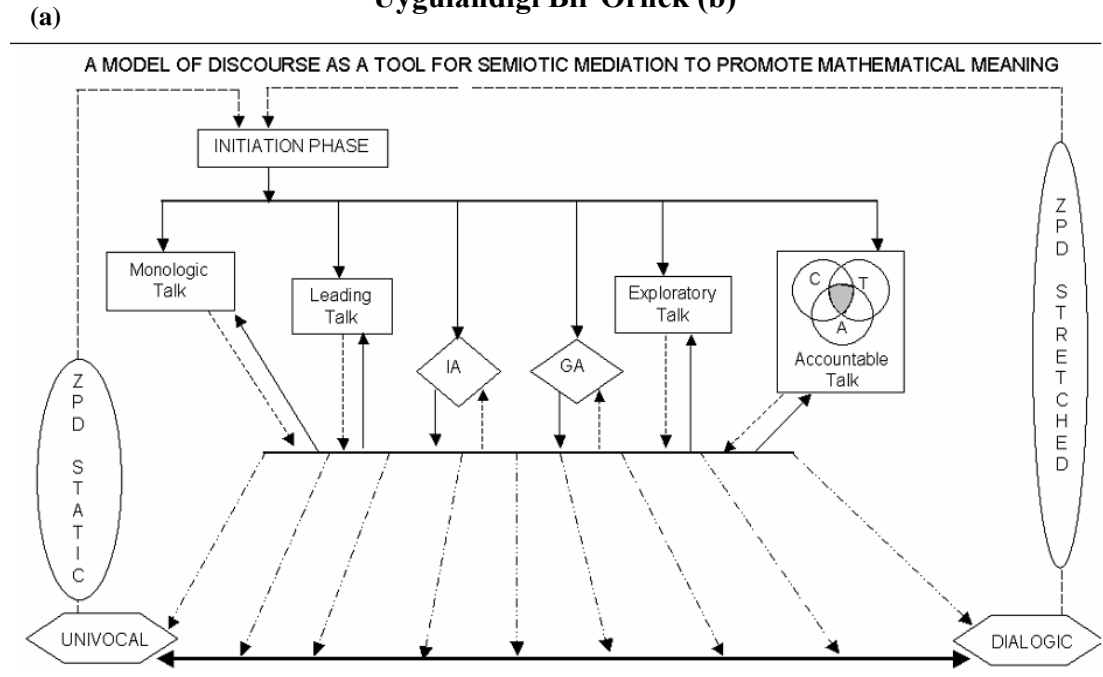 Uygulandığı Bir Örnek (b)
(a)
A MODEL OF DISCOURSE AS A TOOL FOR SEMIOTIC MEDIATION TO PROMOTE MATHEMATICAL MEANING
INITIATION PHASE
Monologic
Talk
Leading
Talk
IA
GA
Exploratory
Talk
C T
A
Accountable
Talk
ZPD STATIC
ZPD STRETCHED
UNIVOCAL
DIALOGIC